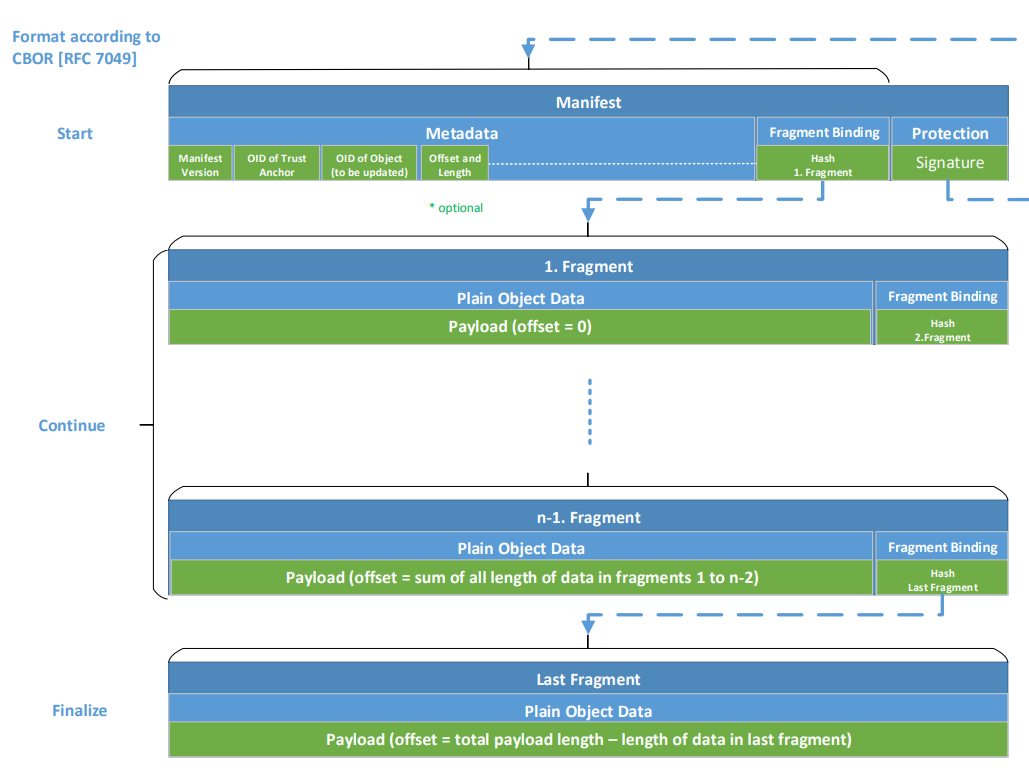 Format according to
CBOR [RFC 7049]
Manifest
Start
Metadata
Fragment Binding
Protection
Manifest
Version
OID of Trust
Anchor
OID of Object
(to be updated)
Offset and
Length
Hash
1. Fragment
Signature
* optional
1. Fragment
Plain Object Data
Fragment Binding
Payload (offset = 0)
Hash
2.Fragment
Continue
n-1. Fragment
Plain Object Data
Fragment Binding
Payload (offset = sum of all length of data in fragments 1 to n-2)
Hash
Last Fragment
Last Fragment
Finalize
Plain Object Data
Payload (offset = total payload length – length of data in last fragment)